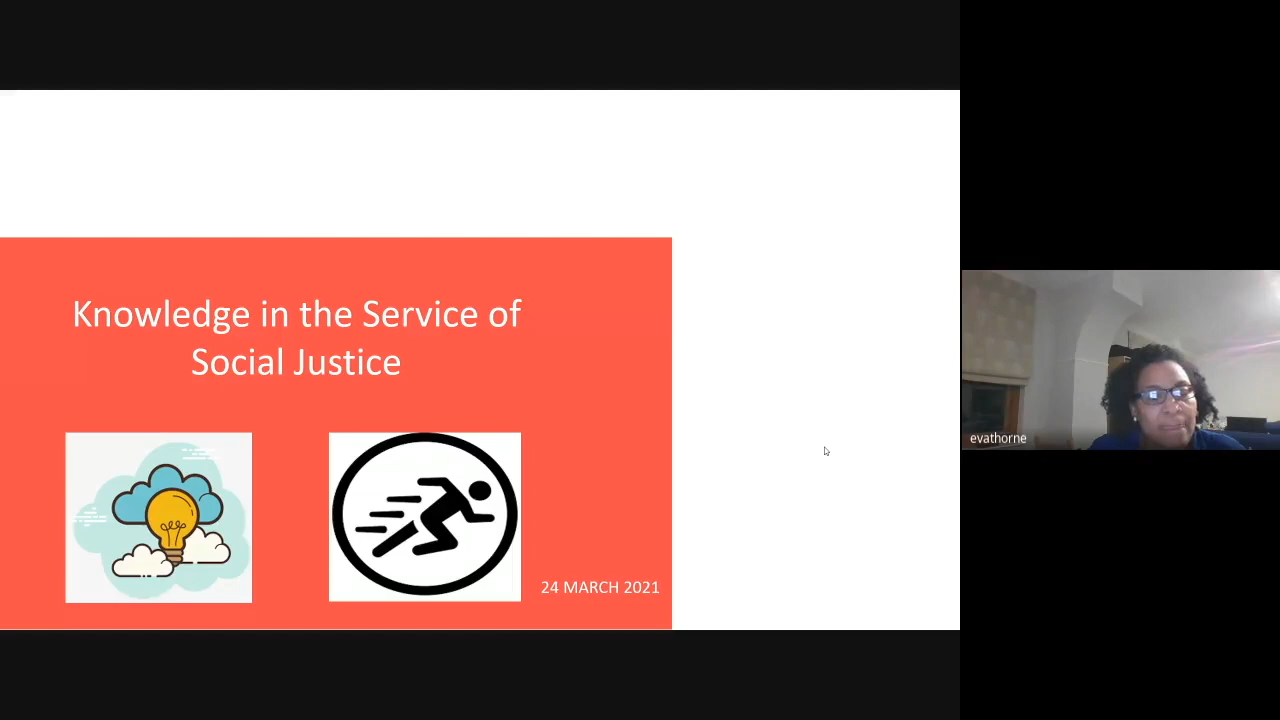 Knowledge in the Service of
Social Justice
24 MARCH 2021
evathorne